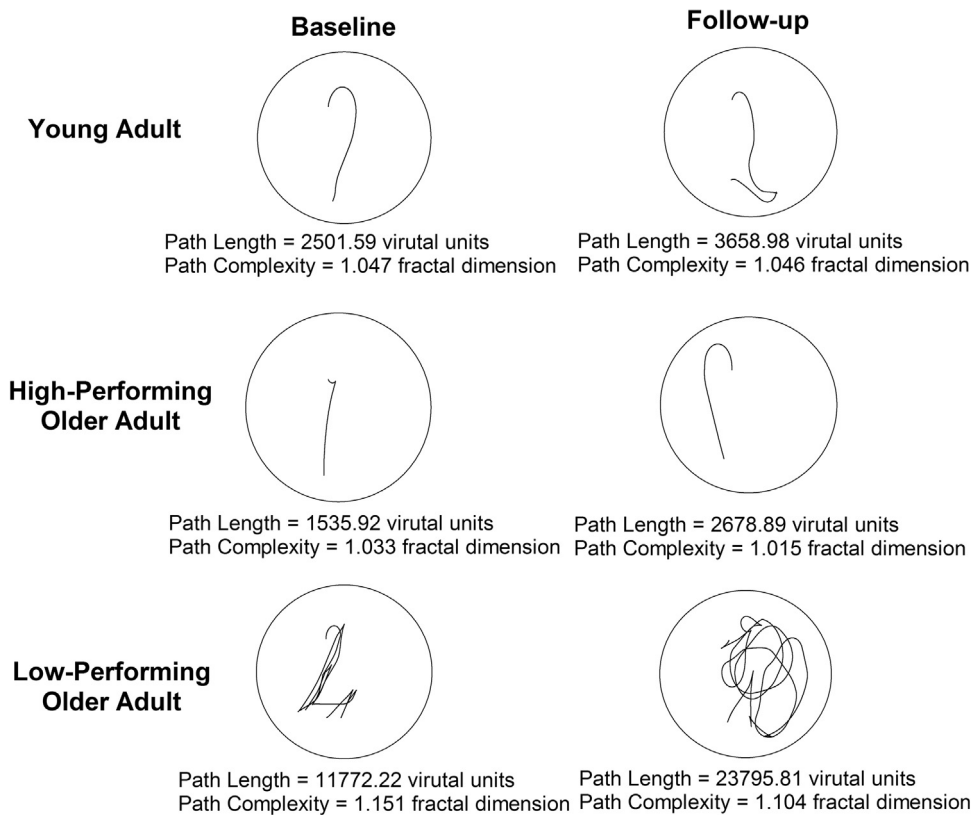 Baseline
Follow-up
Young Adult
Path Length = 2501.59 virutal units
Path Complexity = 1.047 fractal dimension
Path Length = 3658.98 virutal units
Path Complexity = 1.046 fractal dimension
High-Performing
Older Adult
Path Length = 1535.92 virutal units
Path Complexity = 1.033 fractal dimension
Path Length = 2678.89 virutal units
Path Complexity = 1.015 fractal dimension
Low-Performing
Older Adult
Path Length = 11772.22 virutal units
Path Complexity = 1.151 fractal dimension
Path Length = 23795.81 virutal units
Path Complexity = 1.104 fractal dimension